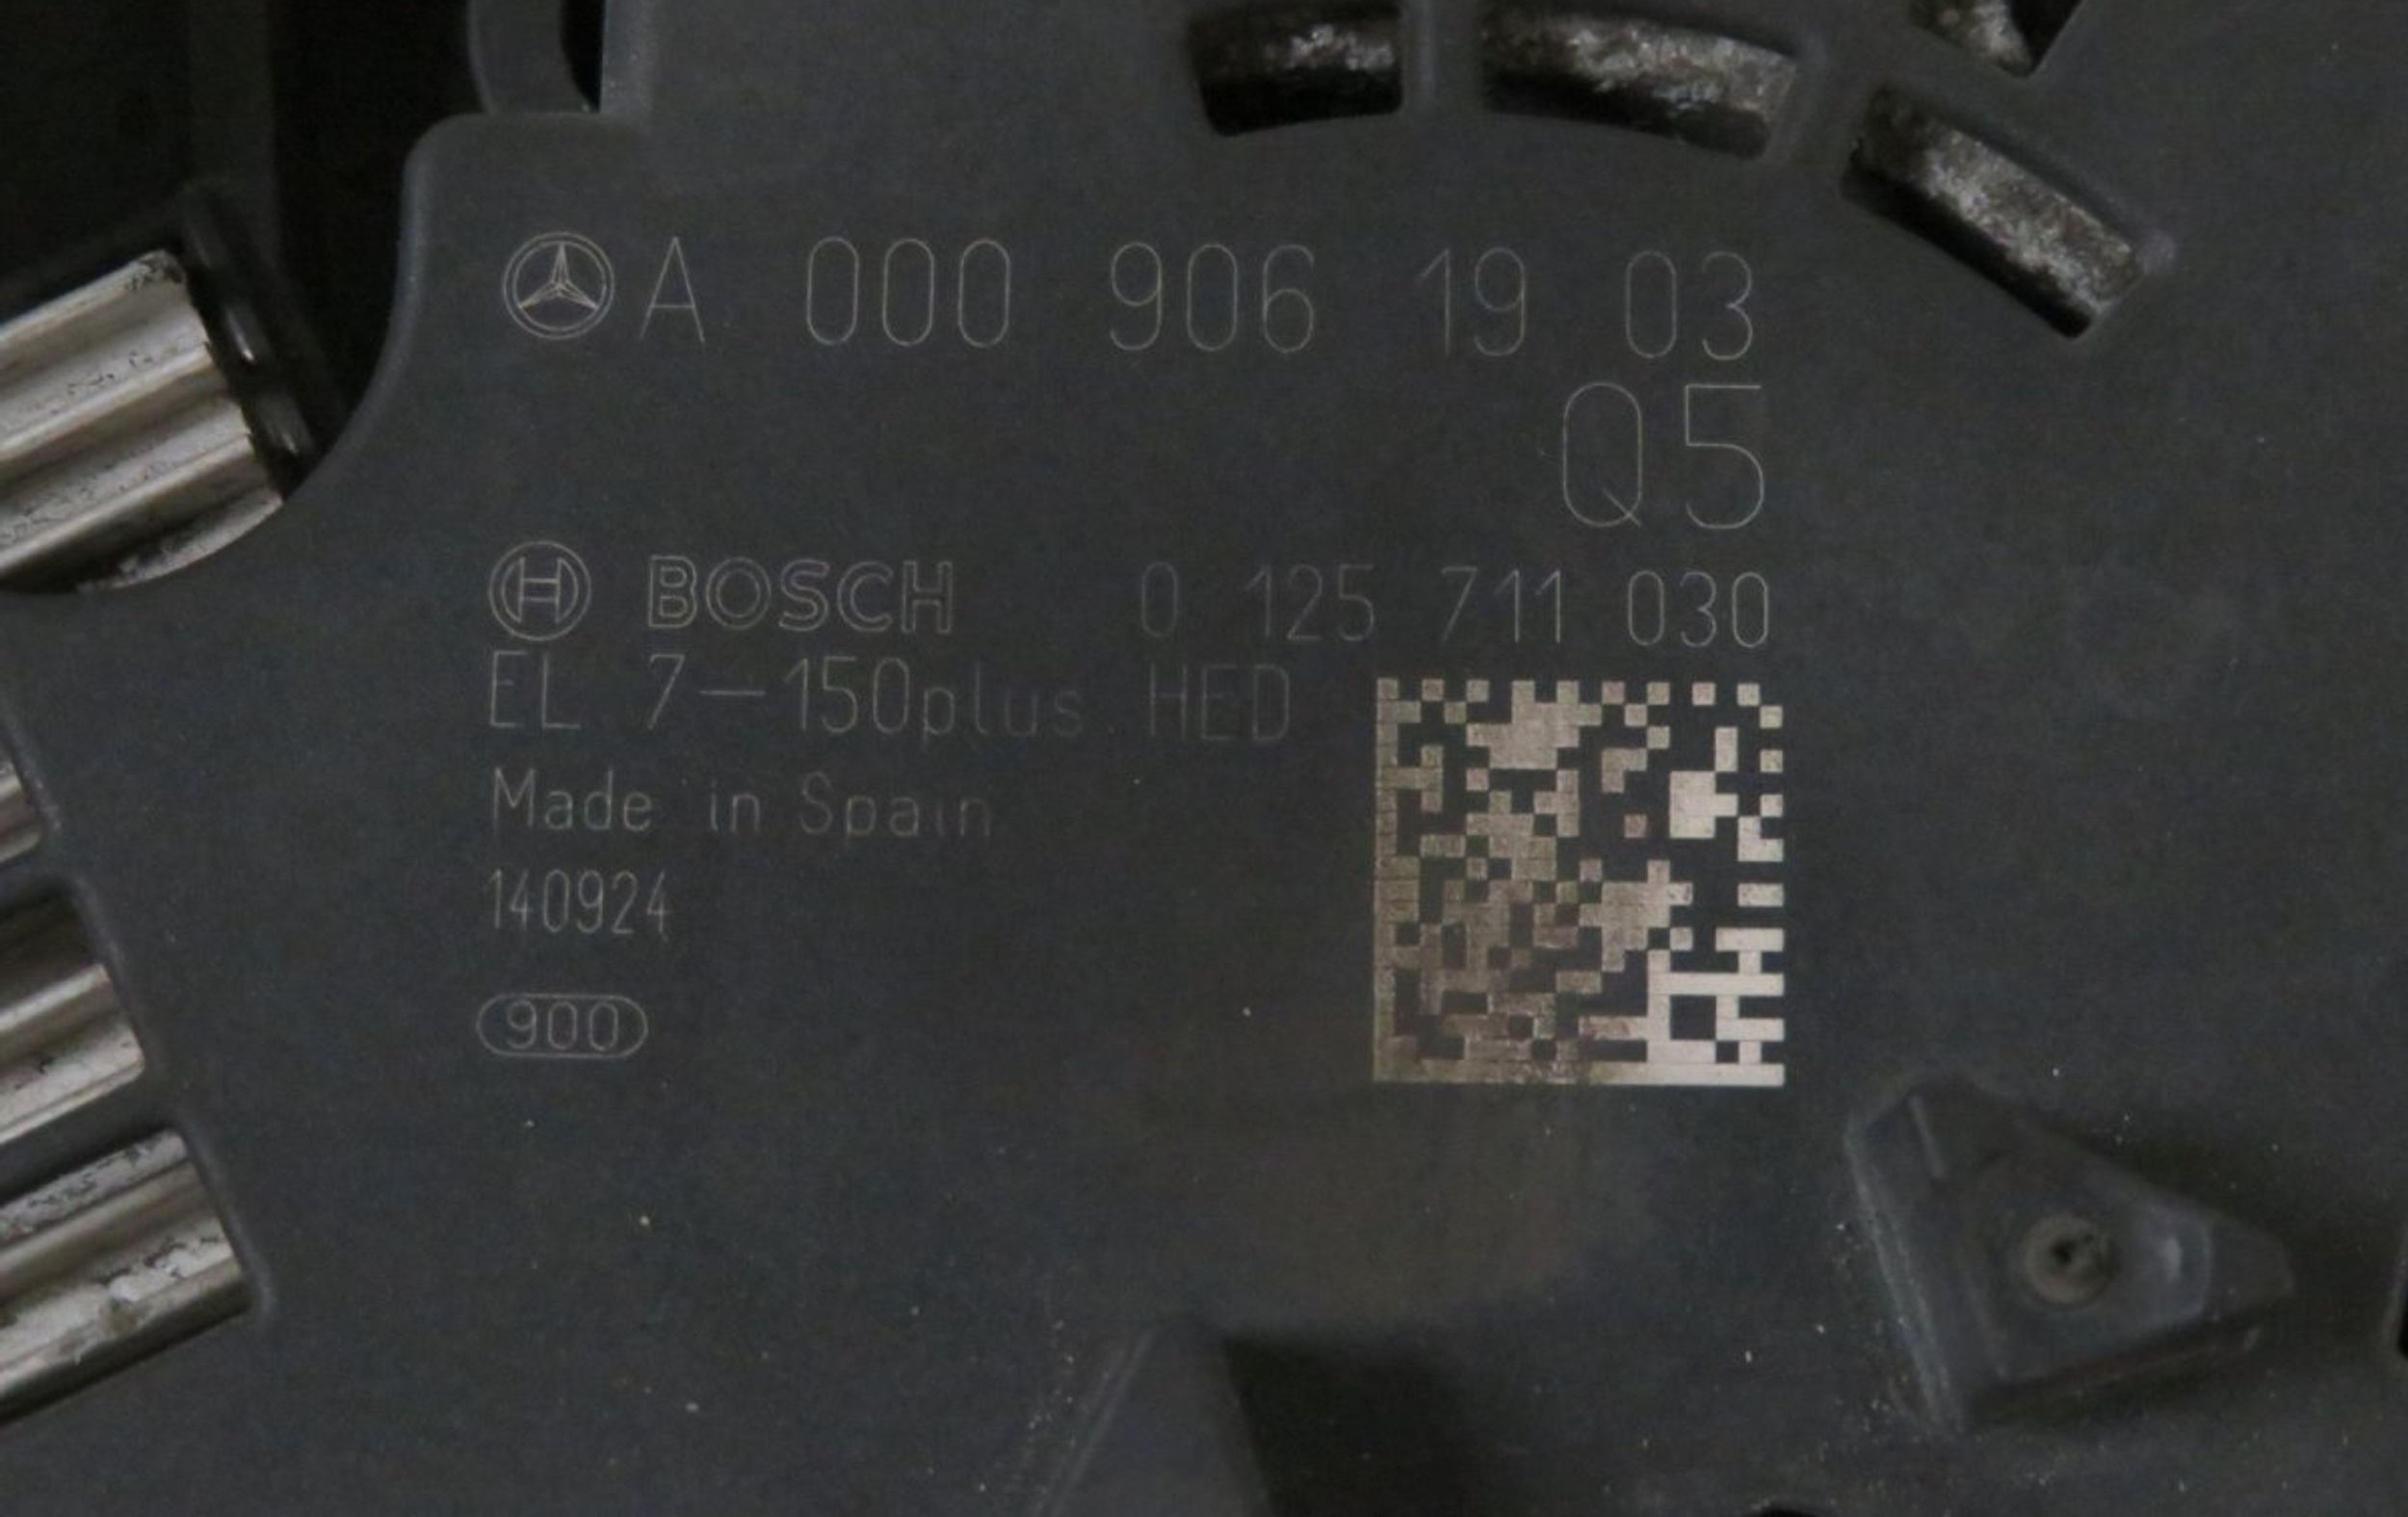 A 000 906 19 03
Q5
BOSCH 0 125 711 030
EL 7-150plus HED
Made in Spain
140924
900